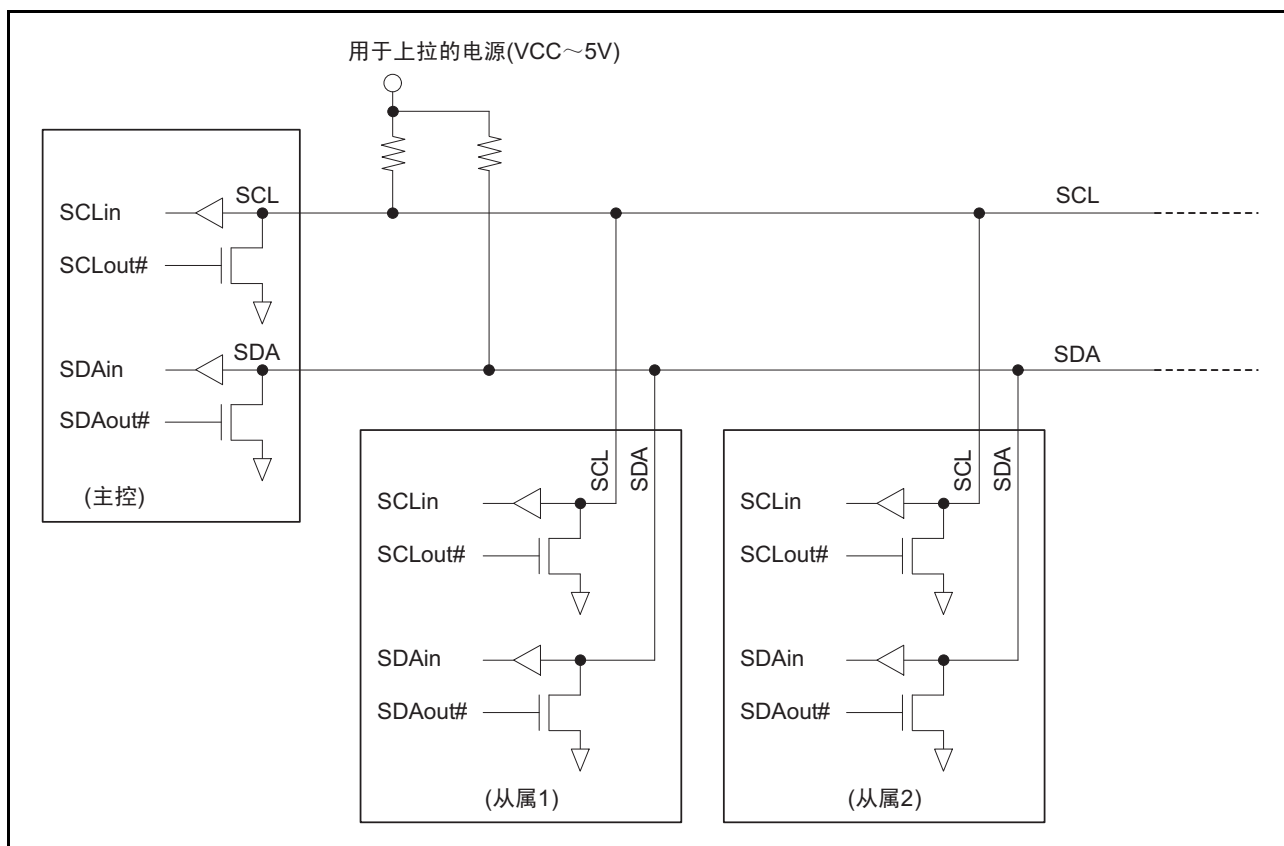 用于上拉的电源(VCC～5V)
SCL
SCLin
SCLout#
SDA
SDAin
SDAout#
(主控)
SCL
SDA
SCL
SDA
SCLin
SCLout#
SDAin
SDAout#
(从属1)
SCL
SDA
SCLin
SCLout#
SDAin
SDAout#
(从属2)